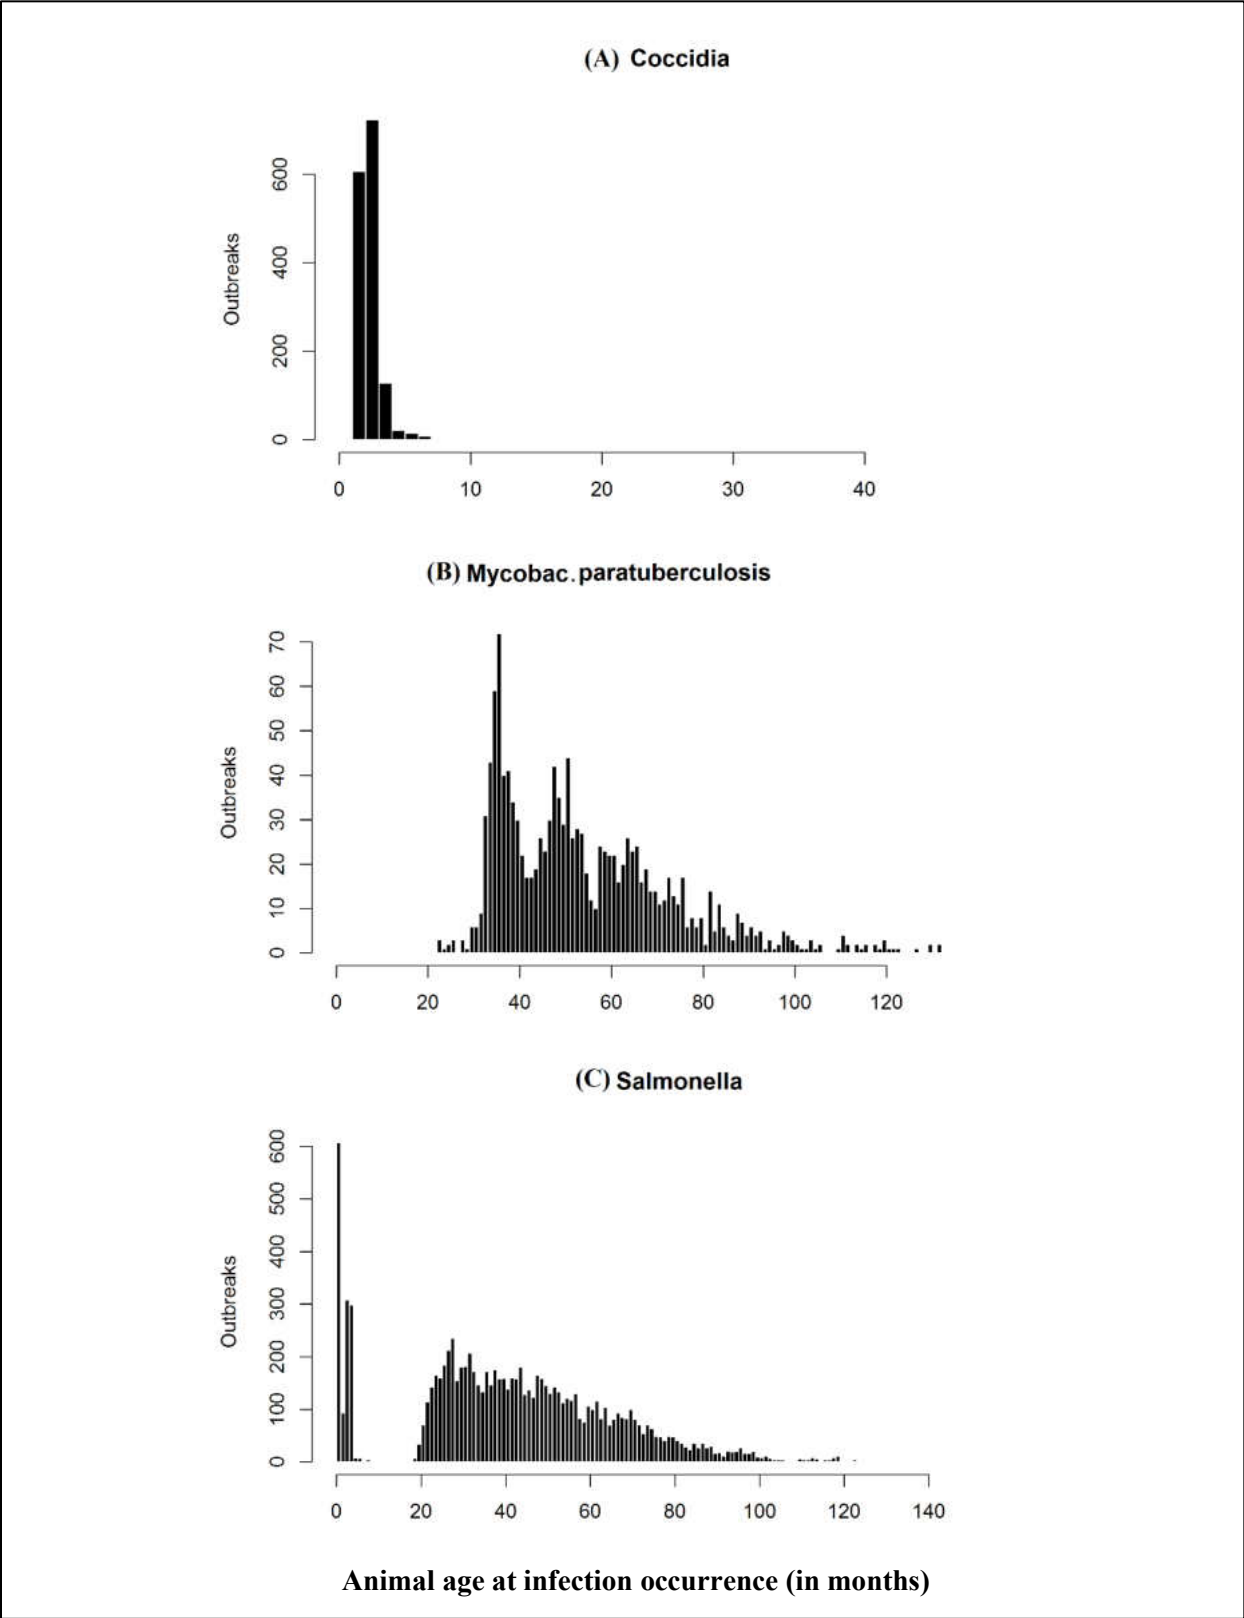 (A) Coccidia
Outbreaks
600
400
200
0
0 10 20 30 40
(B) Mycobac. paratuberculosis
Outbreaks
70
60
50
40
30
20
10
0
0 20 40 60 80 100 120
(C) Salmonella
Outbreaks
600
500
400
300
200
100
0
0 20 40 60 80 100 120 140
Animal age at infection occurrence (in months)